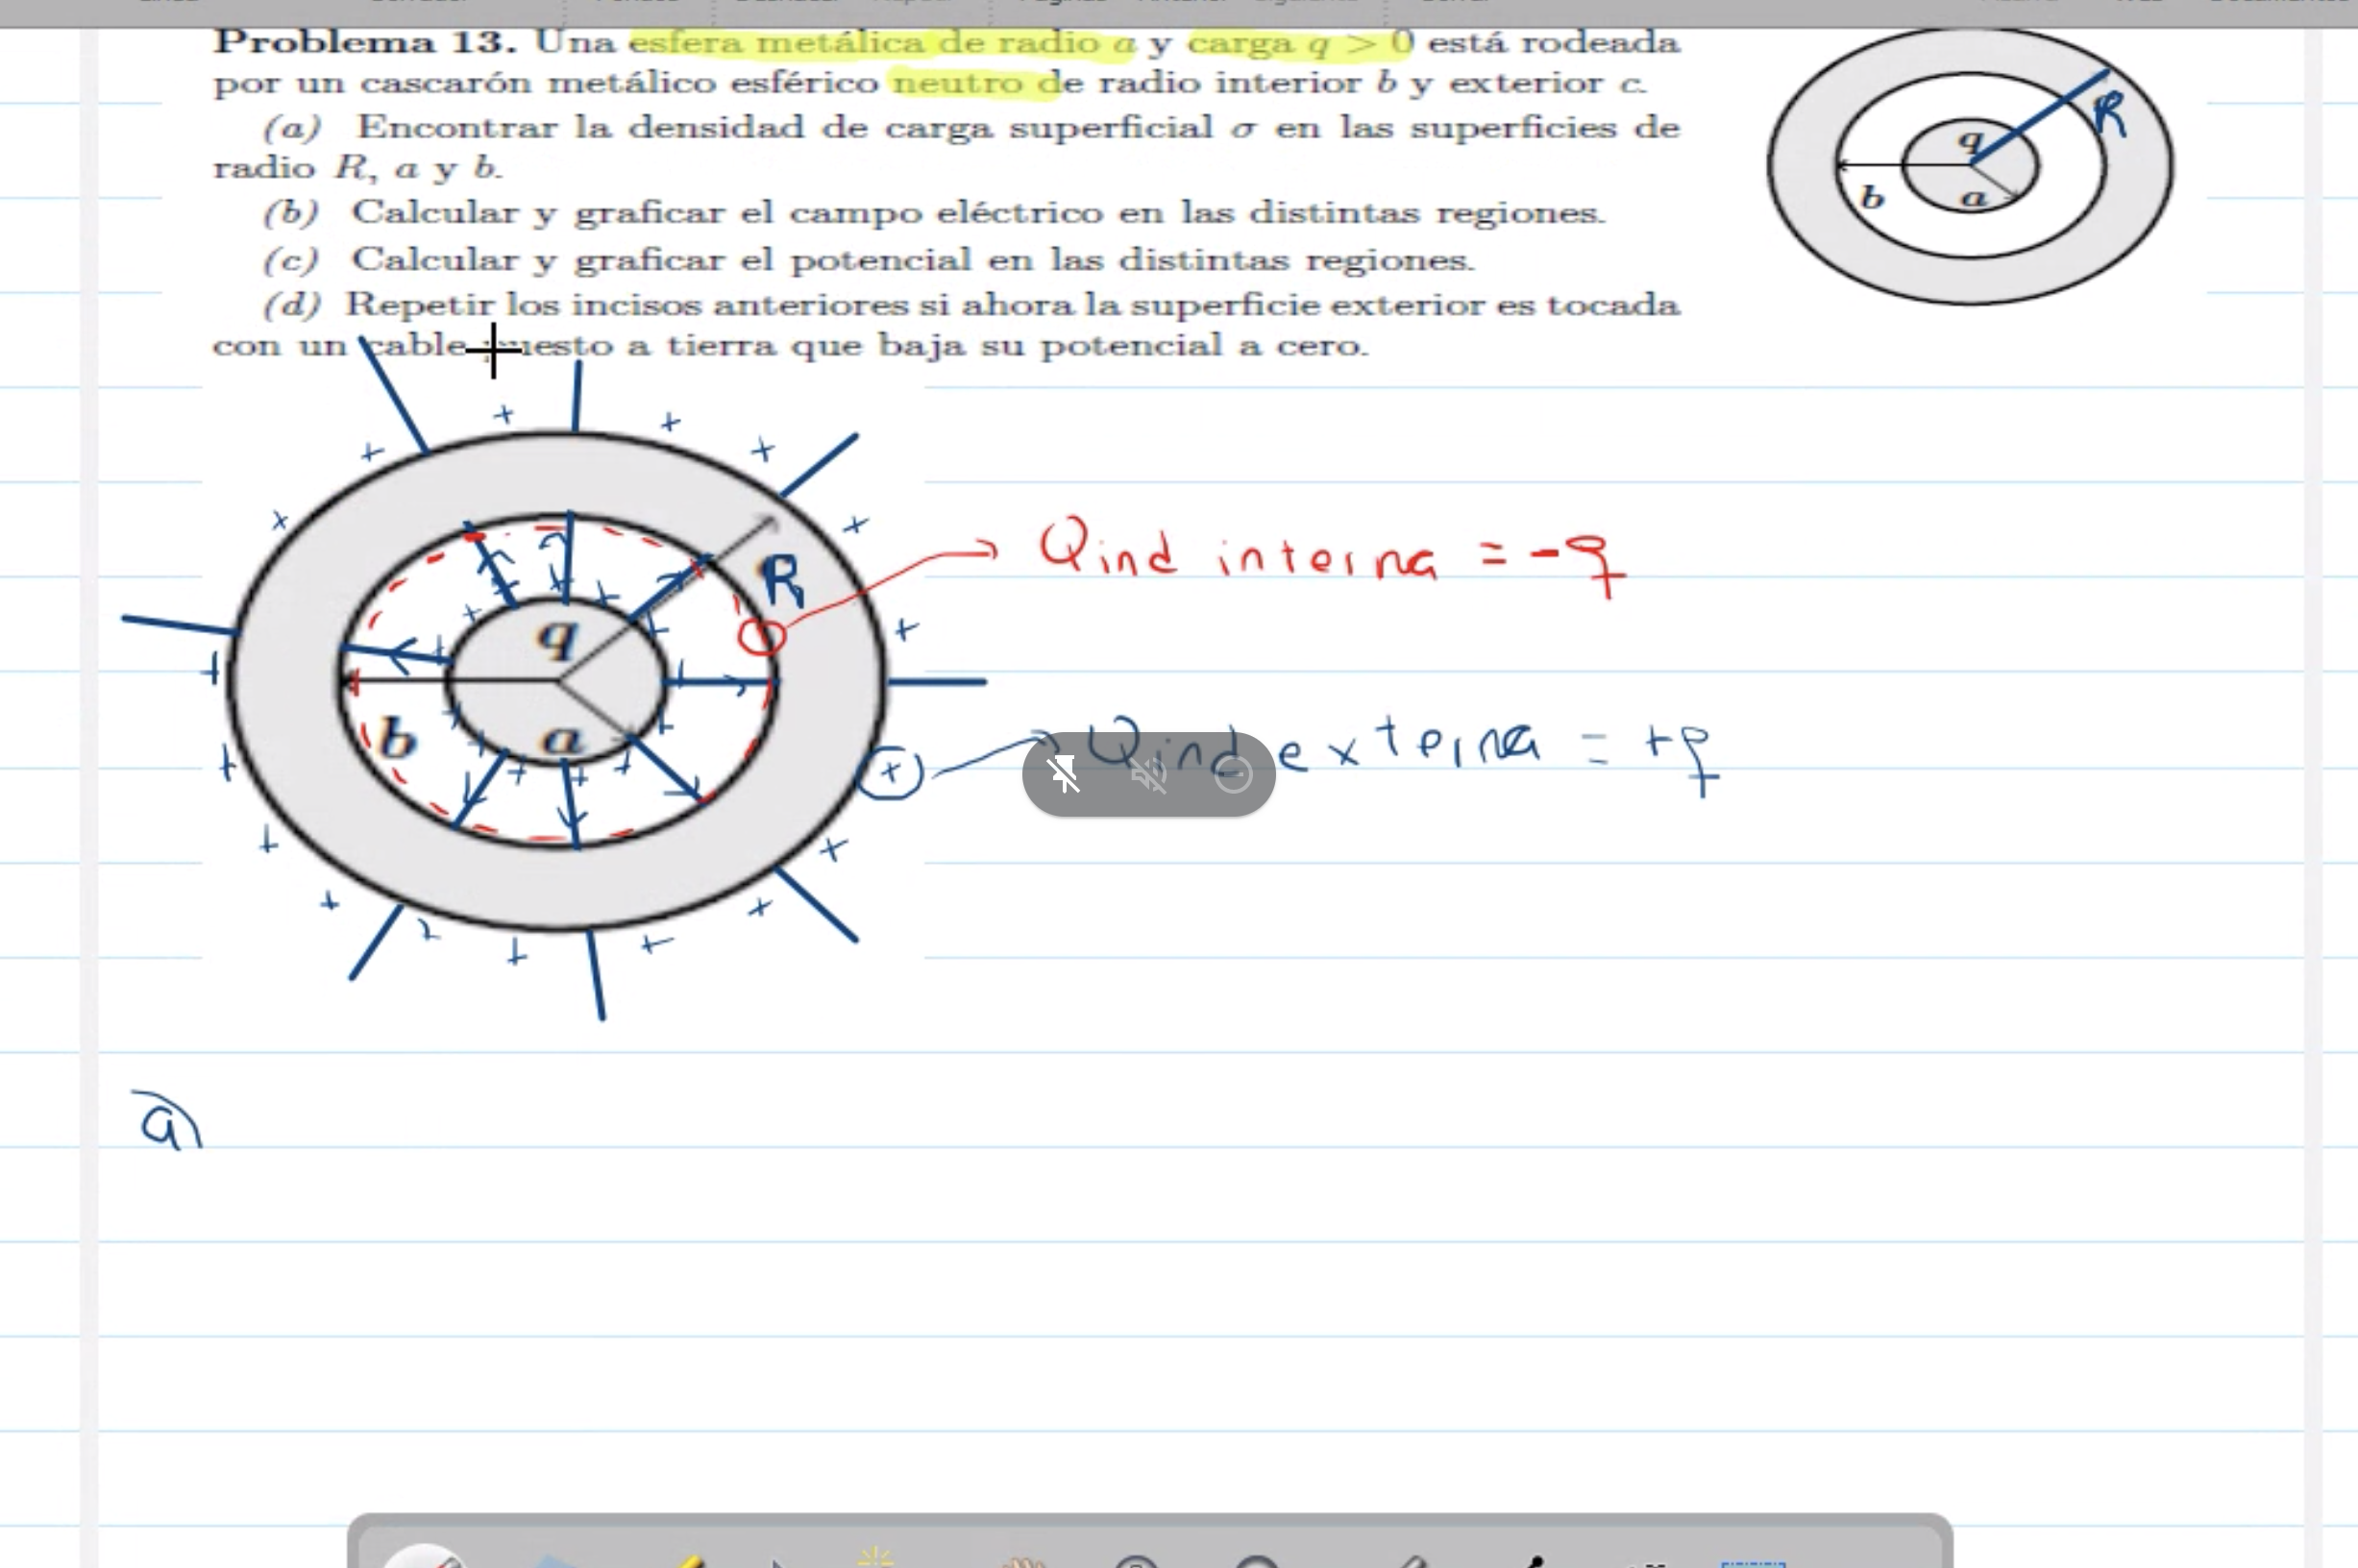 Problema 13. Una esfera metálica de radio a y carga q > 0 está rodeada
por un cascarón metálico esférico neutro de radio interior b y exterior c.
(a) Encontrar la densidad de carga superficial σ en las superficies de
radio R, a y b.
(b) Calcular y graficar el campo eléctrico en las distintas regiones.
(c) Calcular y graficar el potencial en las distintas regiones.
(d) Repetir los incisos anteriores si ahora la superficie exterior es tocada
con un cable puesto a tierra que baja su potencial a cero.
R
q
b
a
Qind interna = -q
R
q
b
a
Qind externa = +q
a)